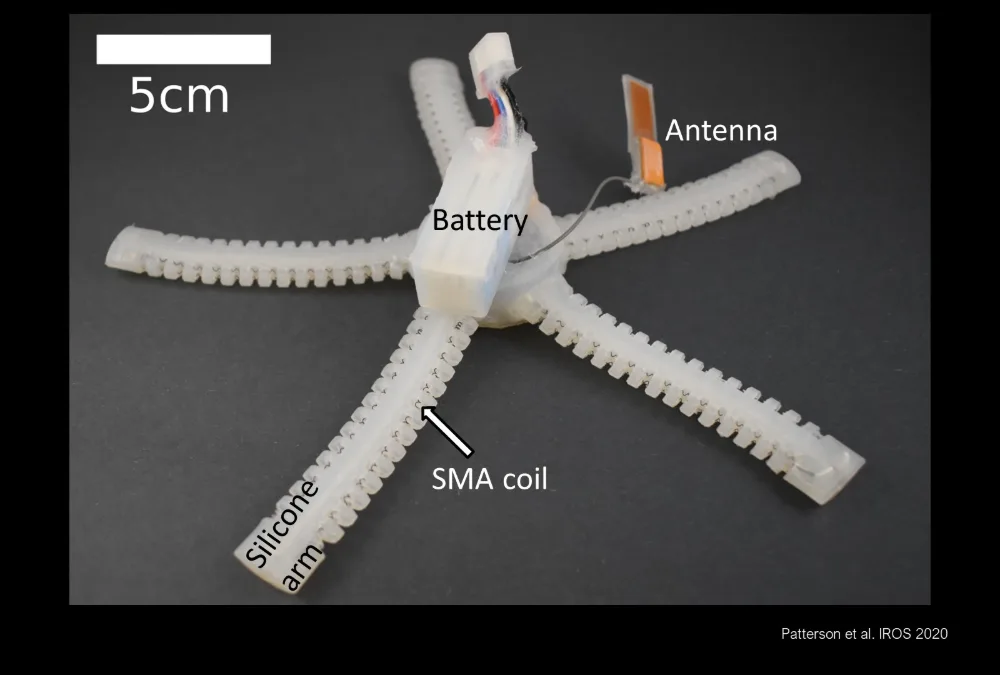 5cm
Antenna
Battery
SMA coil
Silicone
arm
Patterson et al. IROS 2020